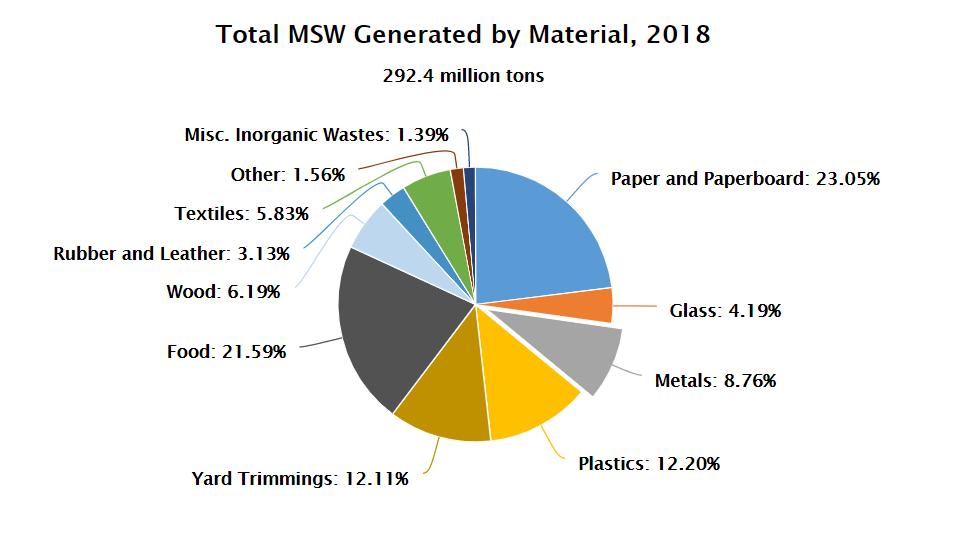 Total MSW Generated by Material, 2018
292.4 million tons
Misc. Inorganic Wastes: 1.39%
Other: 1.56%
Textiles: 5.83%
Rubber and Leather: 3.13%
Wood: 6.19%
Food: 21.59%
Yard Trimmings: 12.11%
Paper and Paperboard: 23.05%
Glass: 4.19%
Metals: 8.76%
Plastics: 12.20%